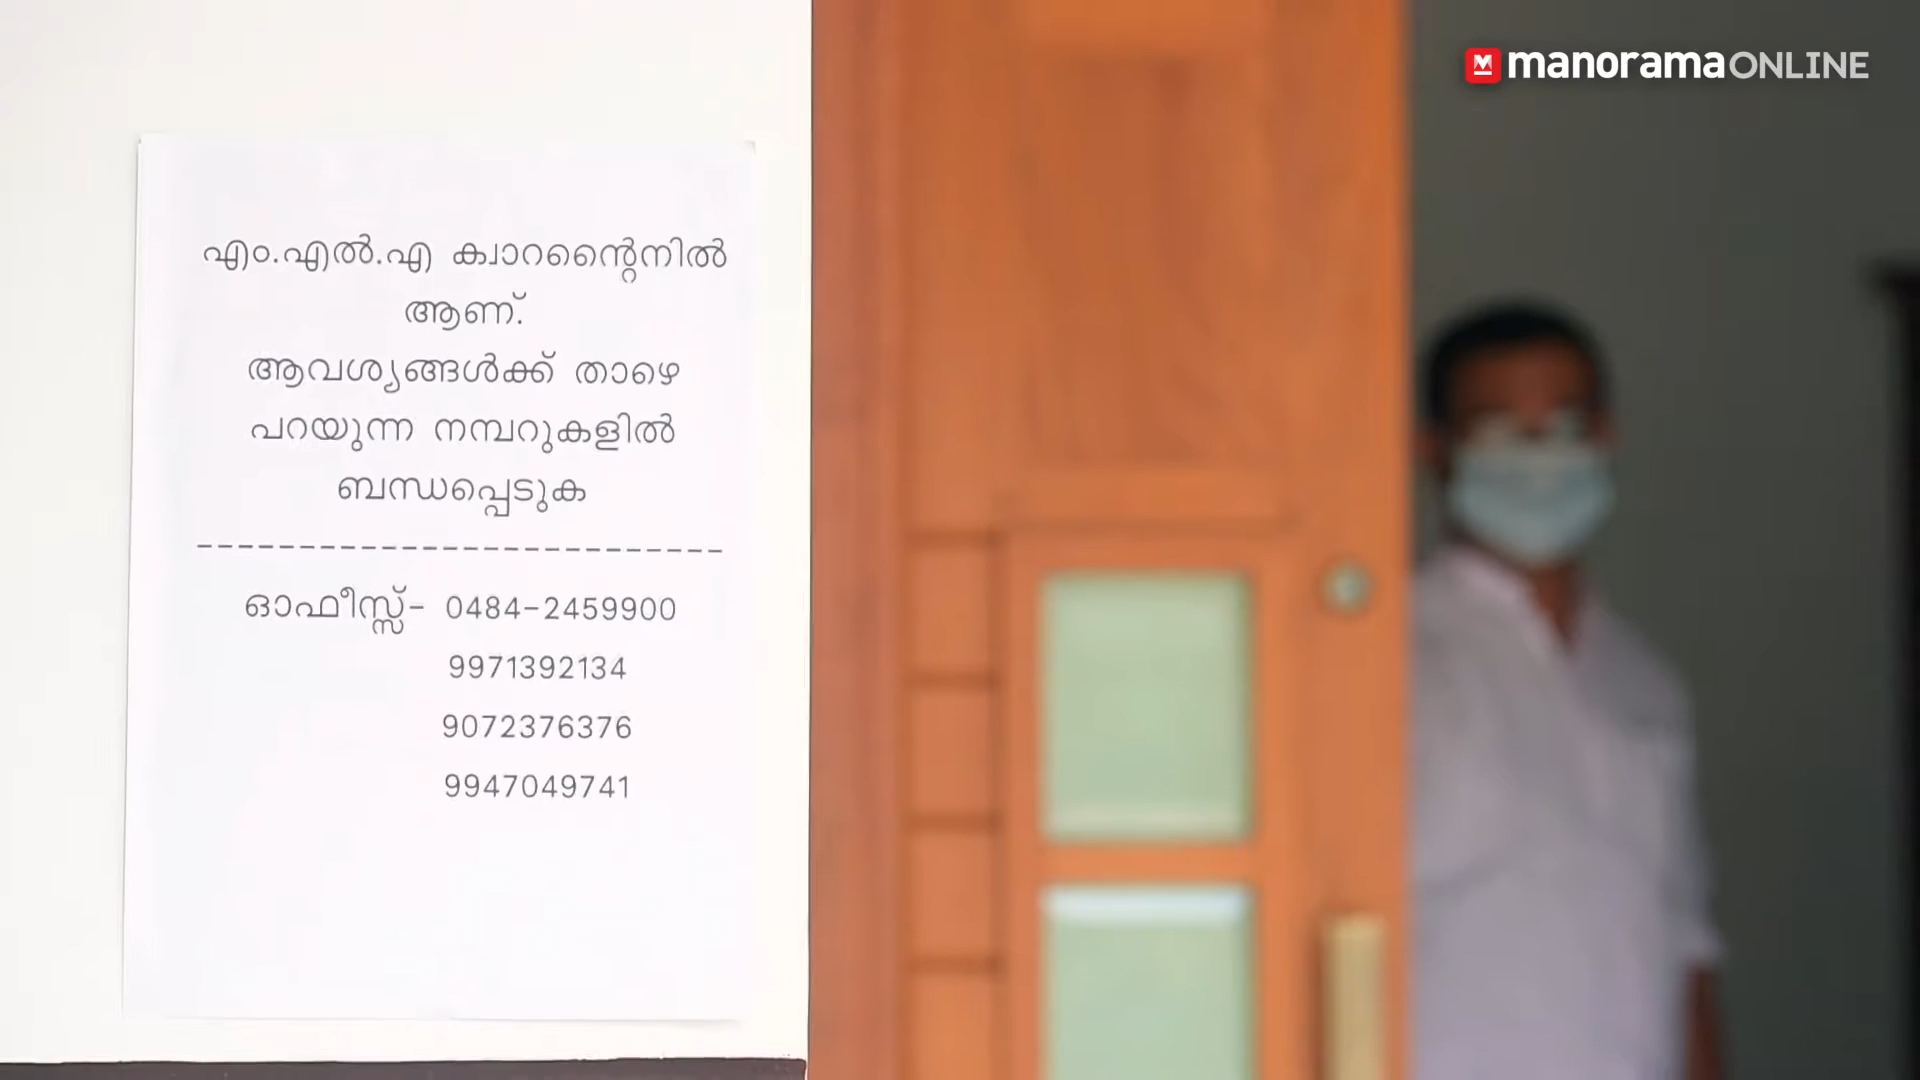 manoramaONLINE
എം.എൽ.എ ക്വാറന്റൈനിൽ
ആണ്.
ആവശ്യങ്ങൾക്ക് താഴെ
പറയുന്ന നമ്പറുകളിൽ
ബന്ധപ്പെടുക
--------------------------
ഓഫീസ്സ്- 0484-2459900
9971392134
9072376376
9947049741